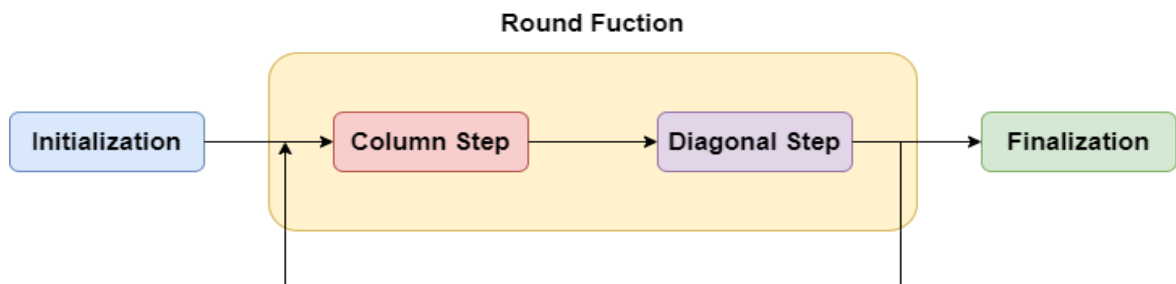 Round Fuction
Initialization
Column Step
Diagonal Step
Finalization